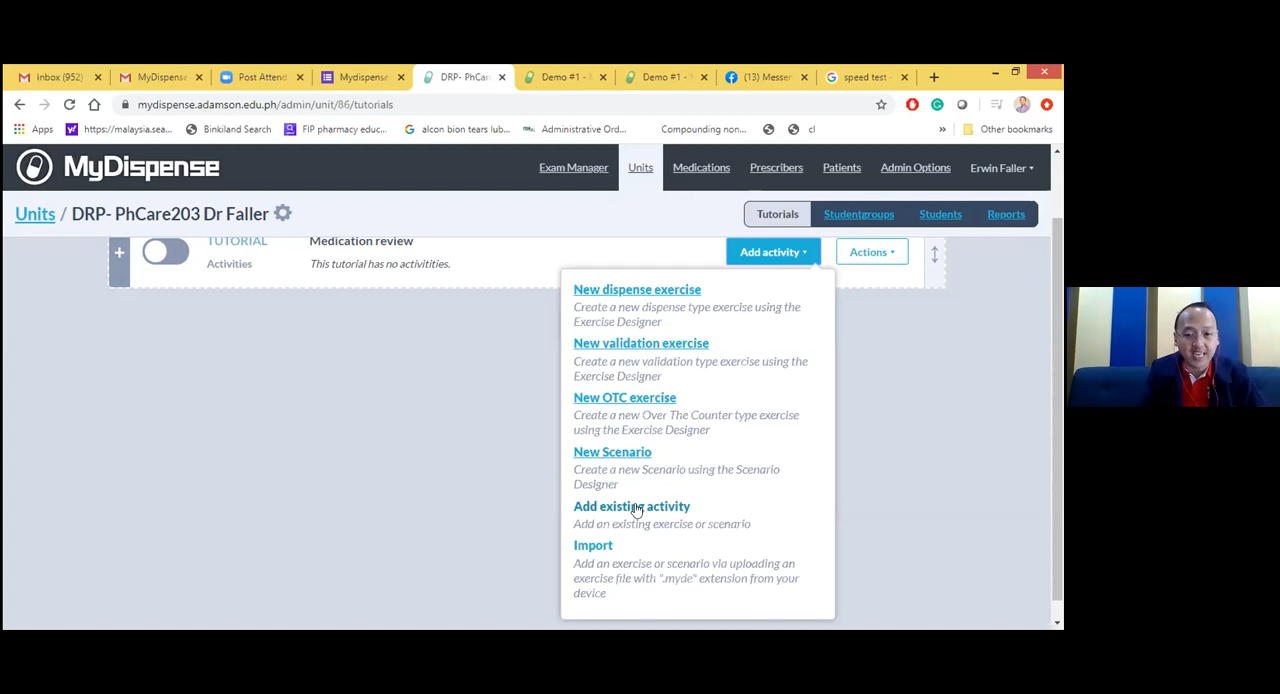 Inbox (952)
MyDispense
Post Attend
Mydispense
DRP- PhCar
Demo #1 -
Demo #1 -
(13) Messen
speed test -
mydispense.adamson.edu.ph/admin/unit/86/tutorials
Apps
https://malaysia.sea...
Binkiland Search
FIP pharmacy educ...
alcon bion tears lub...
Administrative Ord...
Compounding non...
cl
»
Other bookmarks
MyDispense
Exam Manager
Units
Medications
Prescribers
Patients
Admin Options
Erwin Faller
Units / DRP- PhCare203 Dr Faller
Tutorials
Studentgroups
Students
Reports
TUTORIAL
Medication review
Activities
This tutorial has no activitities.
Add activity
Actions
New dispense exercise
Create a new dispense type exercise using the
Exercise Designer
New validation exercise
Create a new validation type exercise using the
Exercise Designer
New OTC exercise
Create a new Over The Counter type exercise
using the Exercise Designer
New Scenario
Create a new Scenario using the Scenario
Designer
Add existing activity
Add an existing exercise or scenario
Import
Add an exercise or scenario via uploading an
exercise file with ".myde" extension from your
device